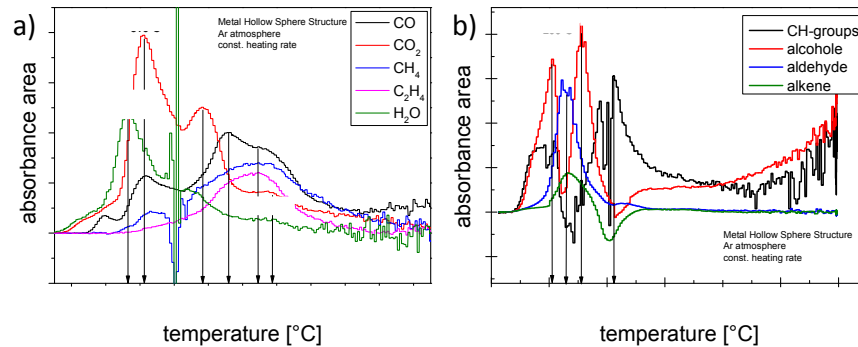 a)
Metal Hollow Sphere Structure
Ar atmosphere
const. heating rate
CO
CO2
CH4
C2H4
H2O
absorbance area
temperature [°C]
b)
CH-groups
alcohole
aldehyde
alkene
absorbance area
Metal Hollow Sphere Structure
Ar atmosphere
const. heating rate
temperature [°C]